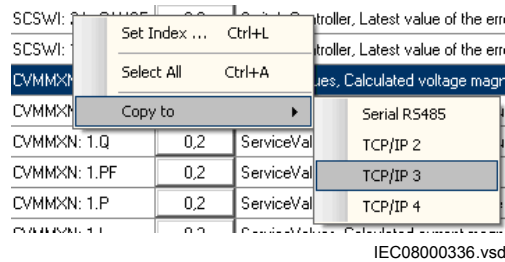 SCSWI:
troller, Latest value of the erro
Set Index ... Ctrl+L
SCSWI:
troller, Latest value of the erro
Select All Ctrl+A
CVMMXN
ues, Calculated voltage magn
CVMMXN
Copy to
Serial RS485
CVMMXN: 1.Q 0,2 ServiceVal
TCP/IP 2
CVMMXN: 1.PF 0,2 ServiceVal
TCP/IP 3
CVMMXN: 1.P 0,2 ServiceVal
TCP/IP 4
IEC08000336.vsd